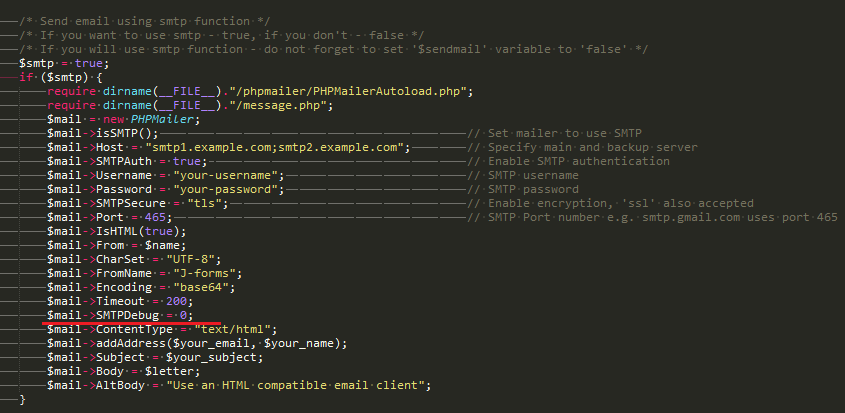 /* Send email using smtp function */
/* If you want to use smtp - true, if you don't - false */
/* If you will use smtp function - do not forget to set '$sendmail' variable to 'false' */
$smtp = true;
if ($smtp) {
require dirname(__FILE__)."/phpmailer/PHPMailerAutoload.php";
require dirname(__FILE__)."/message.php";
$mail = new PHPMailer;
$mail->isSMTP(); // Set mailer to use SMTP
$mail->Host = "smtp1.example.com;smtp2.example.com"; // Specify main and backup server
$mail->SMTPAuth = true; // Enable SMTP authentication
$mail->Username = "your-username"; // SMTP username
$mail->Password = "your-password"; // SMTP password
$mail->SMTPSecure = "tls"; // Enable encryption, 'ssl' also accepted
$mail->Port = 465; // SMTP Port number e.g. smtp.gmail.com uses port 465
$mail->IsHTML(true);
$mail->From = $name;
$mail->CharSet = "UTF-8";
$mail->FromName = "J-forms";
$mail->Encoding = "base64";
$mail->Timeout = 200;
$mail->SMTPDebug = 0;
$mail->ContentType = "text/html";
$mail->addAddress($your_email, $your_name);
$mail->Subject = $your_subject;
$mail->Body = $letter;
$mail->AltBody = "Use an HTML compatible email client";
}